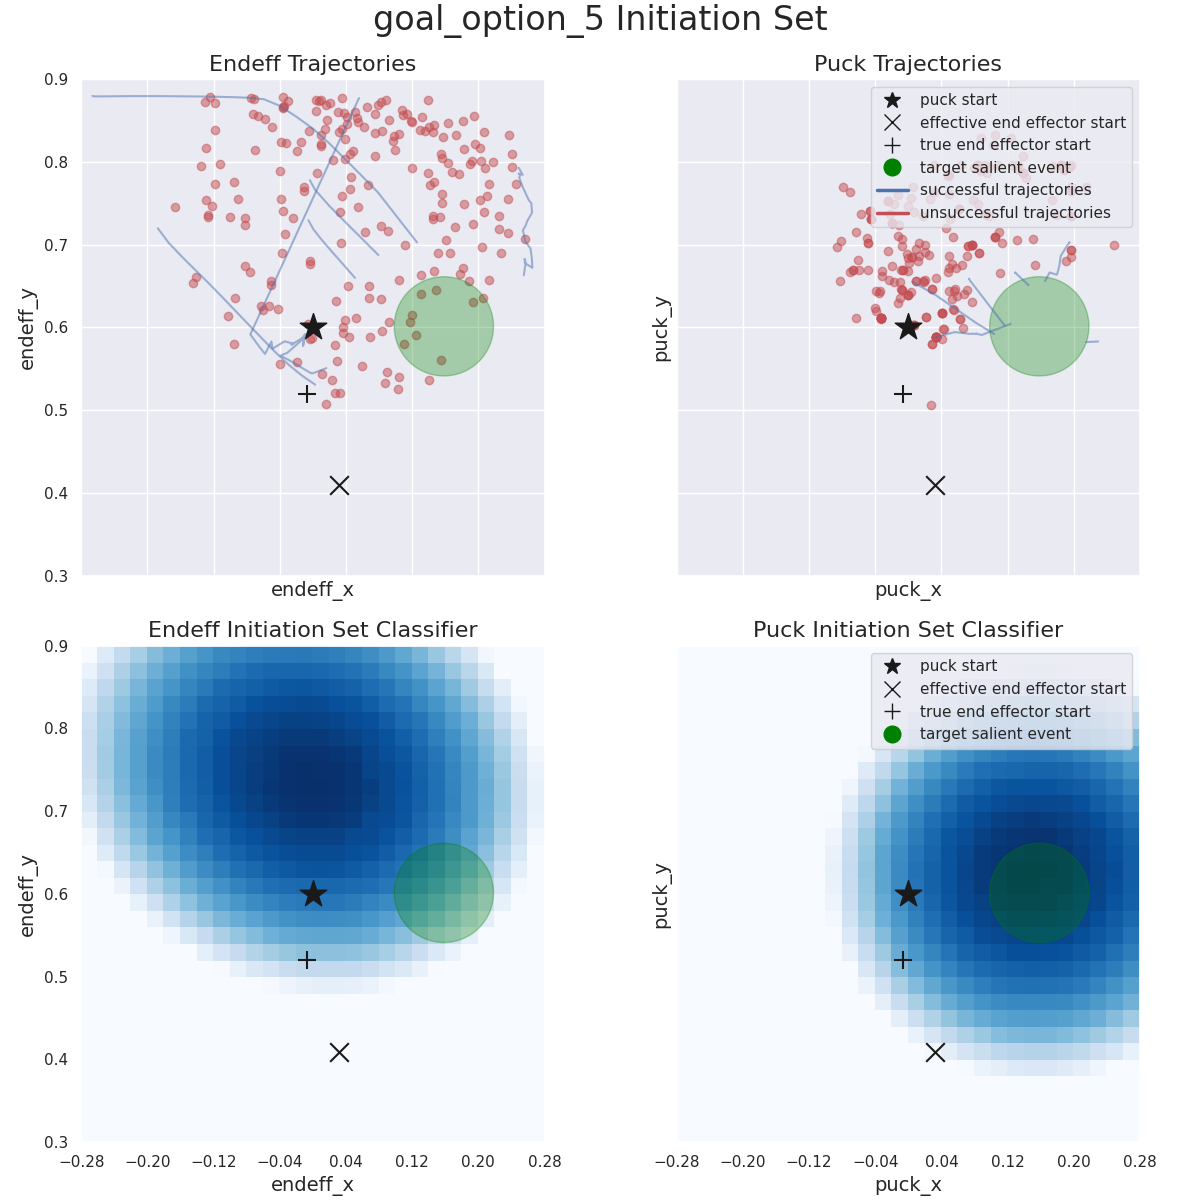 goal_option_5 Initiation Set
Endeff Trajectories
0.9
0.8
0.7
0.6
0.5
0.4
0.3
endeff_y
endeff_x
Puck Trajectories
puck start
effective end effector start
true end effector start
target salient event
successful trajectories
unsuccessful trajectories
puck_y
puck_x
Endeff Initiation Set Classifier
0.9
0.8
0.7
0.6
0.5
0.4
0.3
endeff_y
−0.28 −0.20 −0.12 −0.04 0.04 0.12 0.20 0.28
endeff_x
Puck Initiation Set Classifier
puck start
effective end effector start
true end effector start
target salient event
puck_y
−0.28 −0.20 −0.12 −0.04 0.04 0.12 0.20 0.28
puck_x